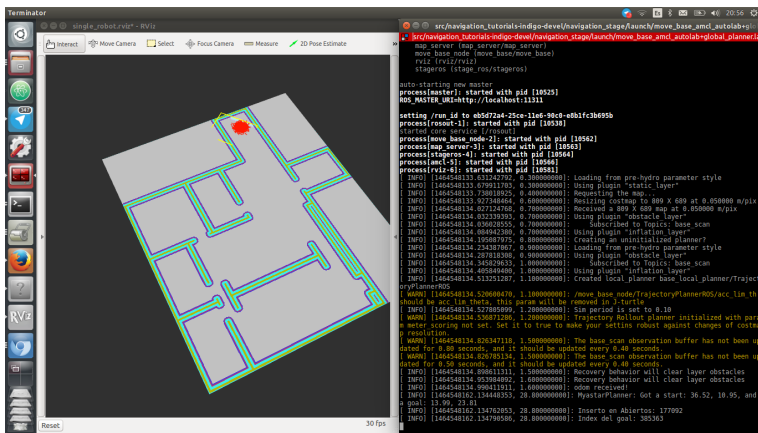 Terminator
Es
20:56
single_robot.rviz* - RViz
Interact
Move Camera
Select
Focus Camera
Measure
2D Pose Estimate
»
Reset
30 fps
RViz
src/navigation_tutorials-indigo-devel/navigation_stage/launch/move_base_amcl_autolab+glo
src/navigation_tutorials-indigo-devel/navigation_stage/launch/move_base_amcl_autolab+global_planner.la
map_server (map_server/map_server)
move_base_node (move_base/move_base)
rviz (rviz/rviz)
stageros (stage_ros/stageros)
auto-starting new master
process[master]: started with pid [10525]
ROS_MASTER_URI=http://localhost:11311
setting /run_id to eb5d72a4-25ce-11e6-90c0-e8b1fc3b695b
process[rosout-1]: started with pid [10538]
started core service [/rosout]
process[move_base_node-2]: started with pid [10562]
process[map_server-3]: started with pid [10563]
process[stageros-4]: started with pid [10564]
process[amcl-5]: started with pid [10566]
process[rviz-6]: started with pid [10581]
[ INFO] [1464548133.631242792, 0.300000000]: Loading from pre-hydro parameter style
[ INFO] [1464548133.679911703, 0.300000000]: Using plugin "static_layer"
[ INFO] [1464548133.738018925, 0.400000000]: Requesting the map...
[ INFO] [1464548133.927348464, 0.600000000]: Resizing costmap to 809 X 689 at 0.050000 m/pix
[ INFO] [1464548134.027124768, 0.700000000]: Received a 809 X 689 map at 0.050000 m/pix
[ INFO] [1464548134.032339393, 0.700000000]: Using plugin "obstacle_layer"
[ INFO] [1464548134.036028555, 0.700000000]: Subscribed to Topics: base_scan
[ INFO] [1464548134.084942380, 0.700000000]: Using plugin "inflation_layer"
[ INFO] [1464548134.195087975, 0.800000000]: Creating an uninitialized planner?
[ INFO] [1464548134.234387067, 0.900000000]: Loading from pre-hydro parameter style
[ INFO] [1464548134.287818308, 0.900000000]: Using plugin "obstacle_layer"
[ INFO] [1464548134.345829633, 1.000000000]: Subscribed to Topics: base_scan
[ INFO] [1464548134.405849400, 1.000000000]: Using plugin "inflation_layer"
[ INFO] [1464548134.513251287, 1.100000000]: Created local_planner base_local_planner/Traject
oryPlannerROS
[ WARN] [1464548134.520600470, 1.100000000]: /move_base_node/TrajectoryPlannerROS/acc_lim_th
should be acc_lim_theta, this param will be removed in J-turtle
[ INFO] [1464548134.527805099, 1.200000000]: Sim period is set to 0.10
[ WARN] [1464548134.536871286, 1.200000000]: Trajectory Rollout planner initialized with para
m meter_scoring not set. Set it to true to make your settins robust against changes of costma
p resolution.
[ WARN] [1464548134.826347118, 1.500000000]: The base_scan observation buffer has not been up
dated for 0.80 seconds, and it should be updated every 0.40 seconds.
[ WARN] [1464548134.826785134, 1.500000000]: The base_scan observation buffer has not been up
dated for 0.50 seconds, and it should be updated every 0.40 seconds.
[ INFO] [1464548134.898611311, 1.500000000]: Recovery behavior will clear layer obstacles
[ INFO] [1464548134.953984092, 1.600000000]: Recovery behavior will clear layer obstacles
[ INFO] [1464548134.990411911, 1.600000000]: odom received!
[ INFO] [1464548162.134448353, 28.800000000]: MyastarPlanner: Got a start: 36.52, 10.95, and
a goal: 13.99, 23.81
[ INFO] [1464548162.134762053, 28.800000000]: Inserto en Abiertos: 177092
[ INFO] [1464548162.134790586, 28.800000000]: Index del goal: 385363